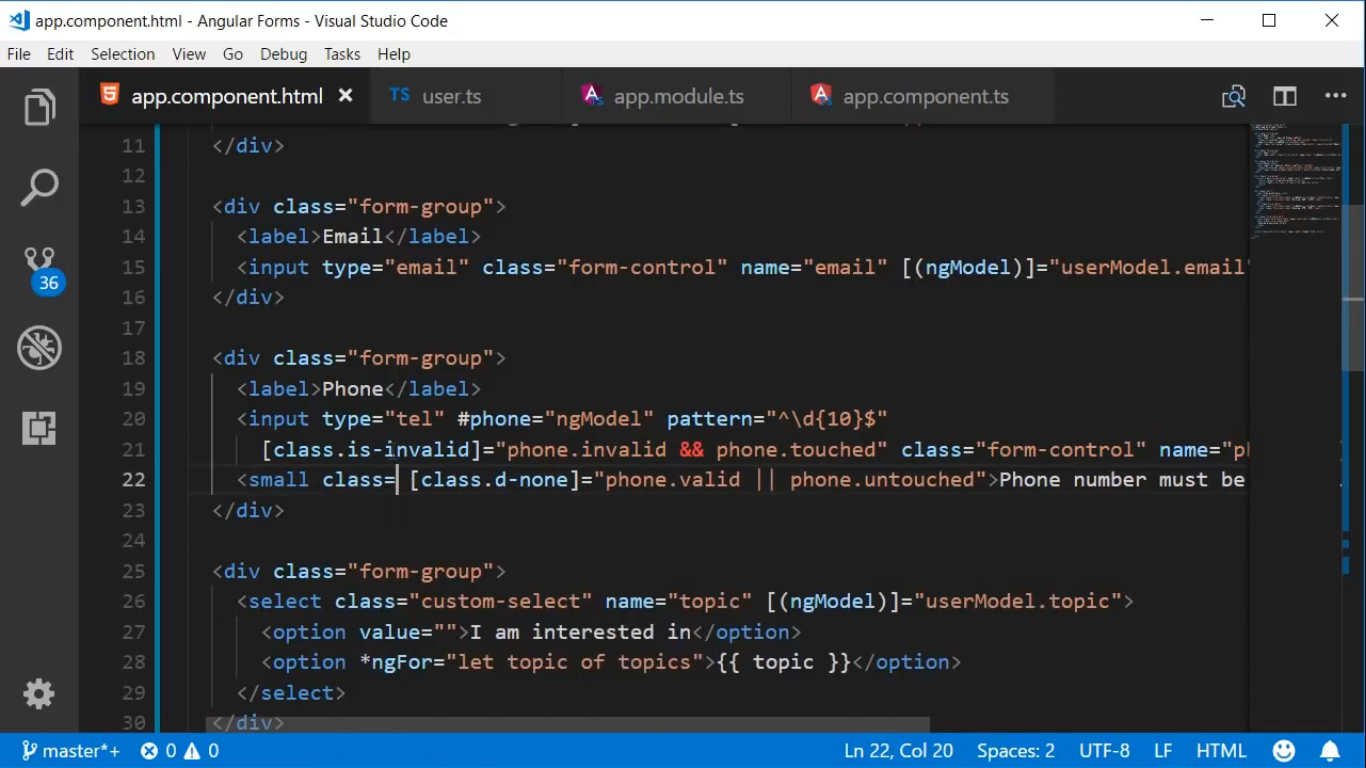 app.component.html - Angular Forms - Visual Studio Code
File Edit Selection View Go Debug Tasks Help
app.component.html TS user.ts app.module.ts app.component.ts
11 </div>
12
13 <div class="form-group">
14 <label>Email</label>
15 <input type="email" class="form-control" name="email" [(ngModel)]="userModel.email"
16 </div>
17
18 <div class="form-group">
19 <label>Phone</label>
20 <input type="tel" #phone="ngModel" pattern="^\d{10}$"
21 [class.is-invalid]="phone.invalid && phone.touched" class="form-control" name="ph
22 <small class= [class.d-none]="phone.valid || phone.untouched">Phone number must be
23 </div>
24
25 <div class="form-group">
26 <select class="custom-select" name="topic" [(ngModel)]="userModel.topic">
27 <option value="">I am interested in</option>
28 <option *ngFor="let topic of topics">{{ topic }}</option>
29 </select>
30 </div>
36
master*+ 0 0 Ln 22, Col 20 Spaces: 2 UTF-8 LF HTML